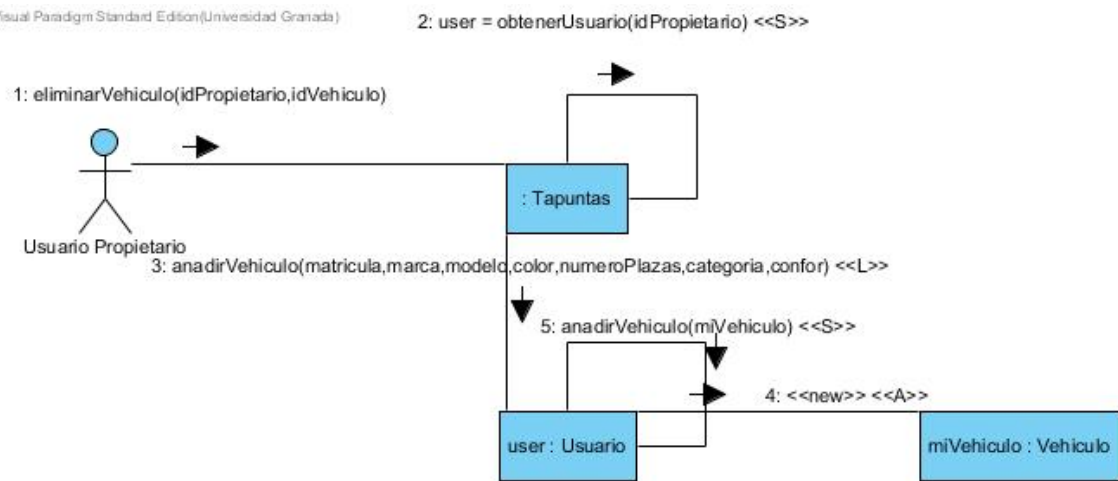 Visual Paradigm Standard Edition(Universidad Granada)
2: user = obtenerUsuario(idPropietario) <<S>>
1: eliminarVehiculo(idPropietario,idVehiculo)
: Tapuntas
Usuario Propietario
3: anadirVehiculo(matricula,marca,modelo,color,numeroPlazas,categoria,confor) <<L>>
5: anadirVehiculo(miVehiculo) <<S>>
4: <<new>> <<A>>
user : Usuario
miVehiculo : Vehiculo